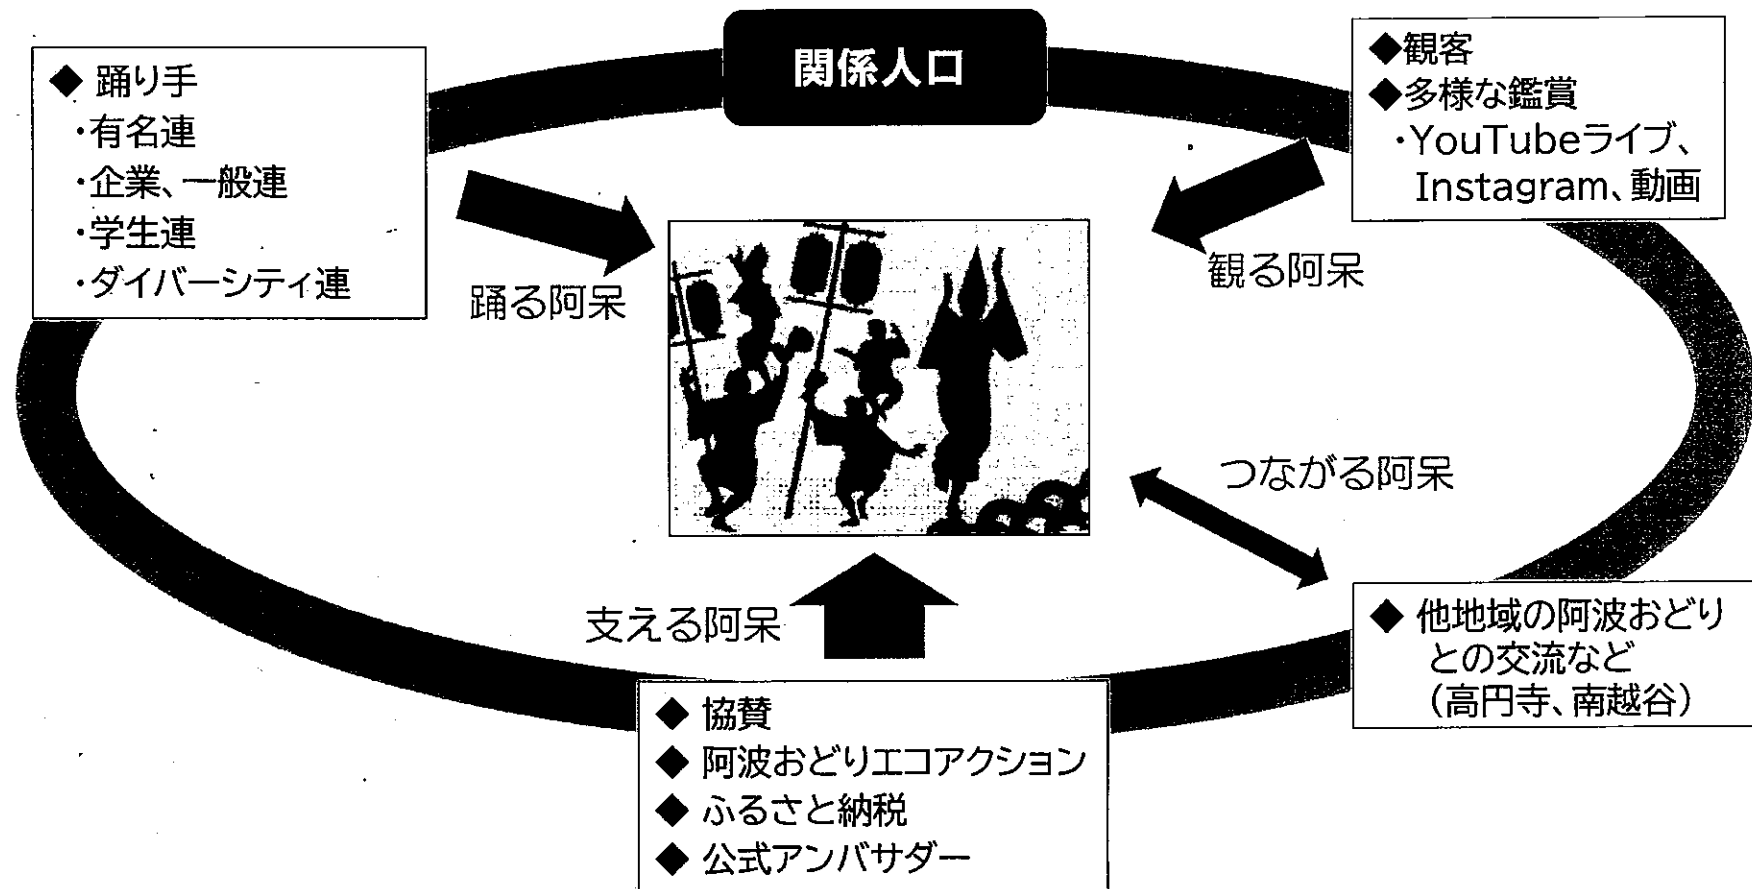 関係人口
◆ 踊り手
・有名連
・企業、一般連
・学生連
・ダイバーシティ連
踊る阿呆
◆観客
◆多様な鑑賞
・YouTubeライブ、
Instagram、動画
観る阿呆
つながる阿呆
◆ 他地域の阿波おどり
との交流など
（高円寺、南越谷）
支える阿呆
◆ 協賛
◆ 阿波おどりエコアクション
◆ ふるさと納税
◆ 公式アンバサダー